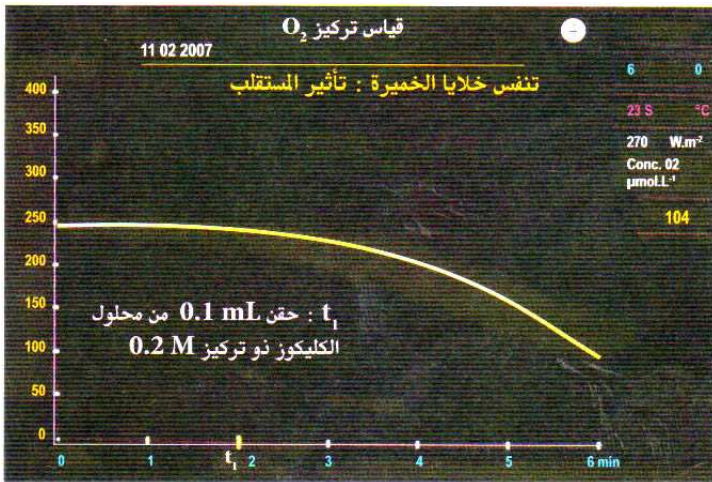 قياس تركيز O₂
11 02 2007
تنفس خلايا الخميرة : تأثير المستقلب
6 0
23 S °C
270 W.m⁻²
Conc. 02
µmol.L⁻¹
104
400
350
300
250
200
150
100
50
0
t₁ : حقن 0.1 mL من محلول
الكليكوز ذو تركيز 0.2 M
0 1 t₁ 2 3 4 5 6 min